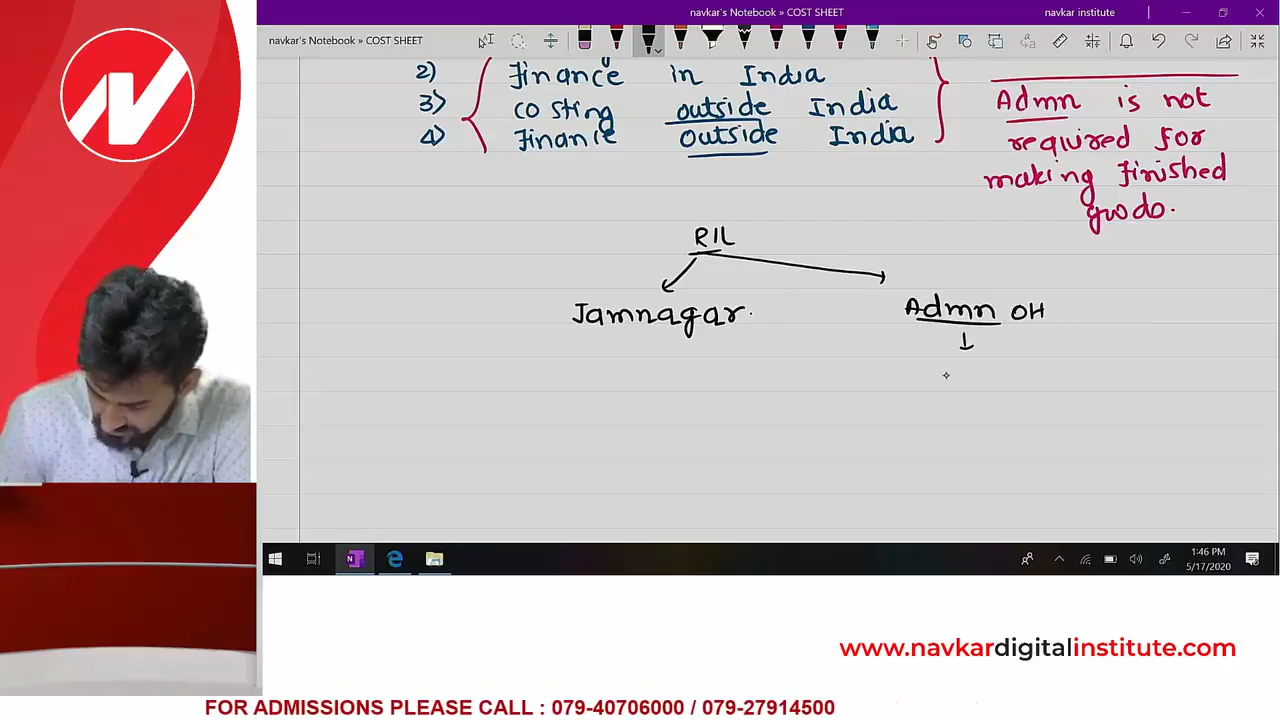 navkar's Notebook » COST SHEET
navkar institute
navkar's Notebook » COST SHEET
2) Finance in India
3) costing outside India
4) Finance outside India
Admn is not
required for
making finished
goods.
RIL
Jamnagar.
Admn OH
1:46 PM
5/17/2020
www.navkardigitalinstitute.com
FOR ADMISSIONS PLEASE CALL : 079-40706000 / 079-27914500